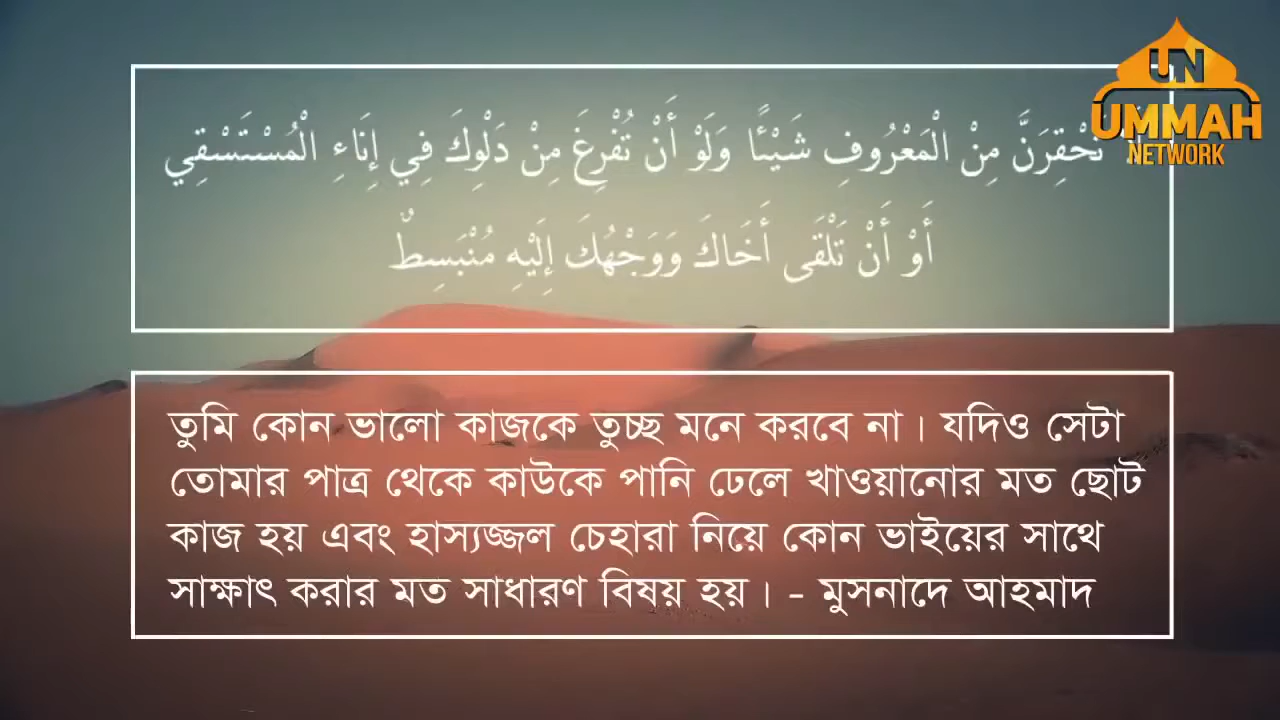 UN
UMMAH
NETWORK
تَحْقِرَنَّ مِنْ الْمَعْرُوفِ شَيْئًا وَلَوْ أَنْ تُفْرِغَ مِنْ دَلْوِكَ فِي إِنَاءِ الْمُسْتَسْقِي
أَوْ أَنْ تَلْقَى أَخَاكَ وَوَجْهُكَ إِلَيْهِ مُنْبَسِطٌ
তুমি কোন ভালো কাজকে তুচ্ছ মনে করবে না। যদিও সেটা
তোমার পাত্র থেকে কাউকে পানি ঢেলে খাওয়ানোর মত ছোট
কাজ হয় এবং হাস্যজ্জল চেহারা নিয়ে কোন ভাইয়ের সাথে
সাক্ষাৎ করার মত সাধারণ বিষয় হয়। - মুসনাদে আহমাদ